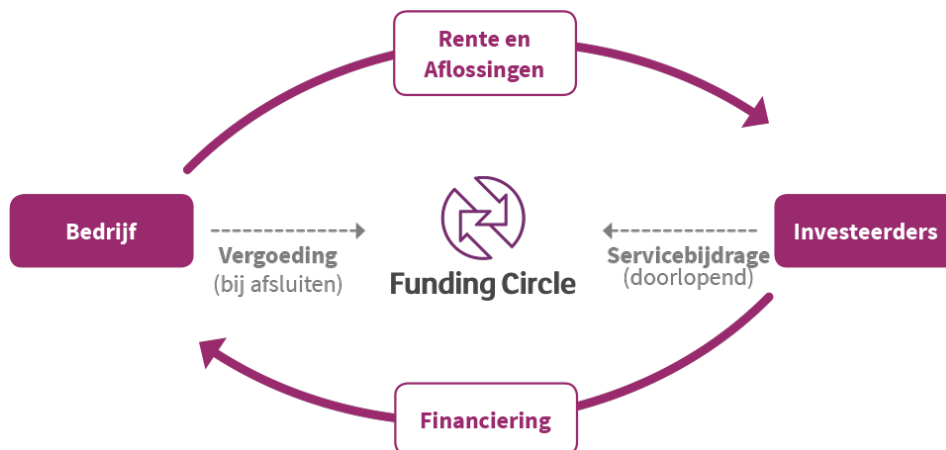 Rente en
Aflossingen
Bedrijf
Vergoeding
(bij afsluiten)
Funding Circle
Servicebijdrage
(doorlopend)
Investeerders
Financiering